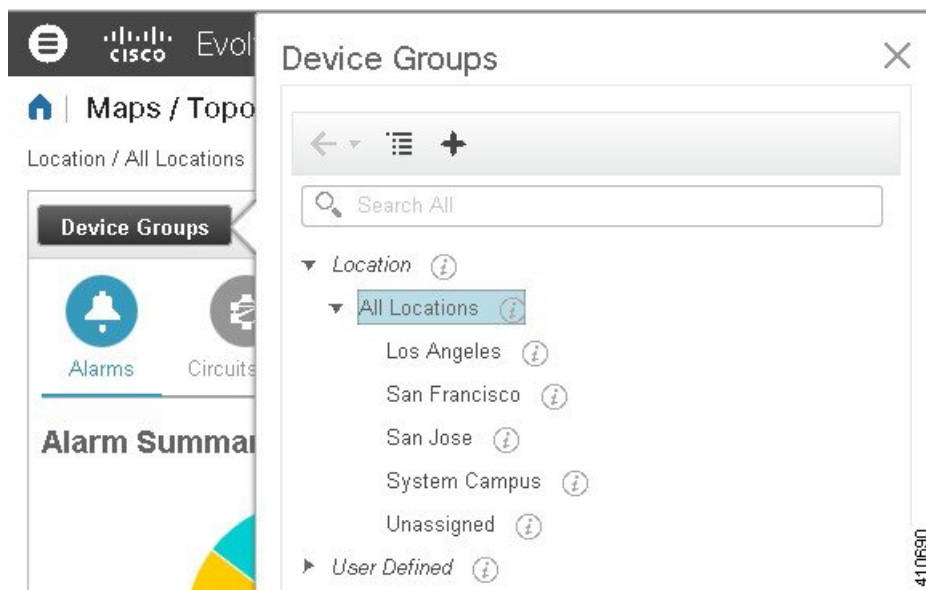 cisco Evol
Device Groups
Maps / Topo
Location / All Locations
Device Groups
Search All
Location
All Locations
Los Angeles
Alarms
Circuits
San Francisco
Alarm Summar
San Jose
System Campus
Unassigned
User Defined
410690